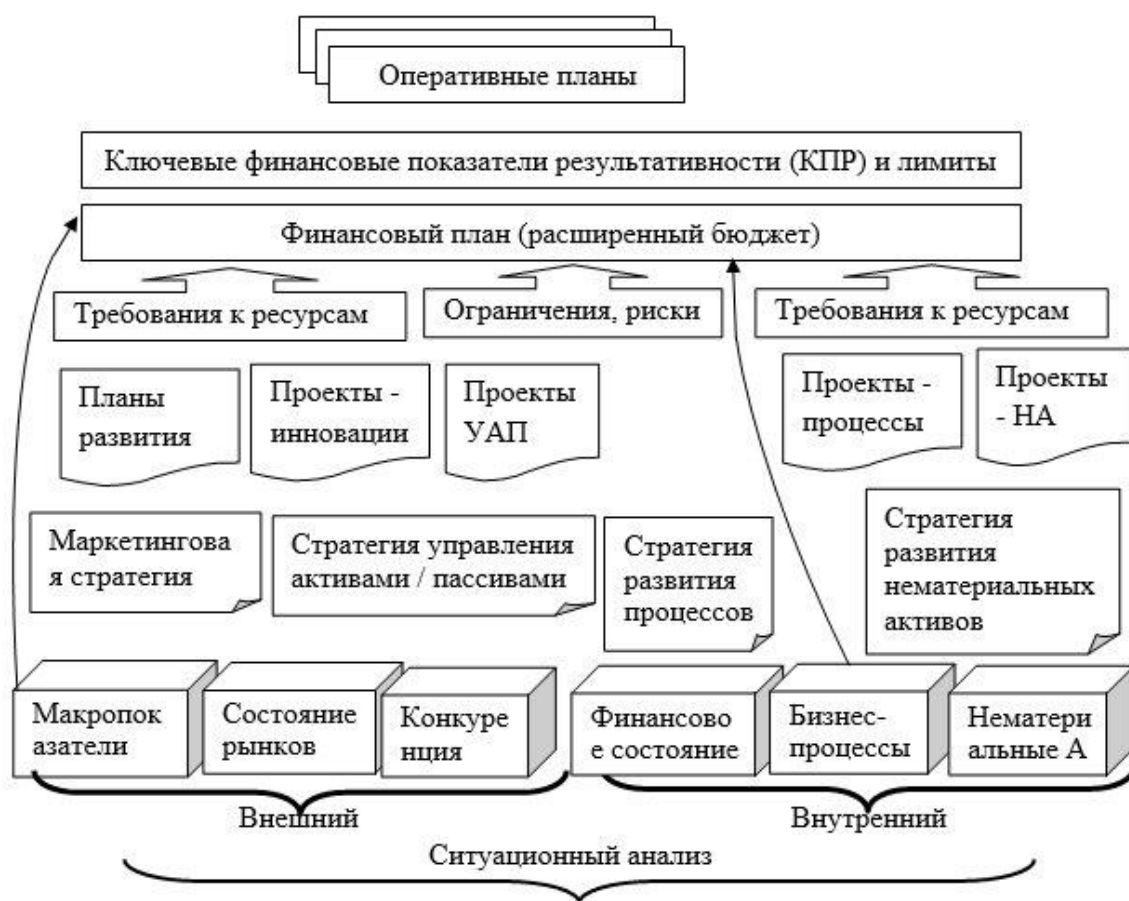 Оперативные планы
Ключевые финансовые показатели результативности (КПР) и лимиты
Финансовый план (расширенный бюджет)
Требования к ресурсам
Ограничения, риски
Требования к ресурсам
Планы
развития
Проекты -
инновации
Проекты
УАП
Проекты -
процессы
Проекты
- НА
Маркетингова
я стратегия
Стратегия управления
активами / пассивами
Стратегия
развития
процессов
Стратегия
развития
нематериальных
активов
Макропок
азатели
Состояние
рынков
Конкуре
нция
Финансово
е состояние
Бизнес-
процессы
Нематери
альные А
Внешний
Внутренний
Ситуационный анализ